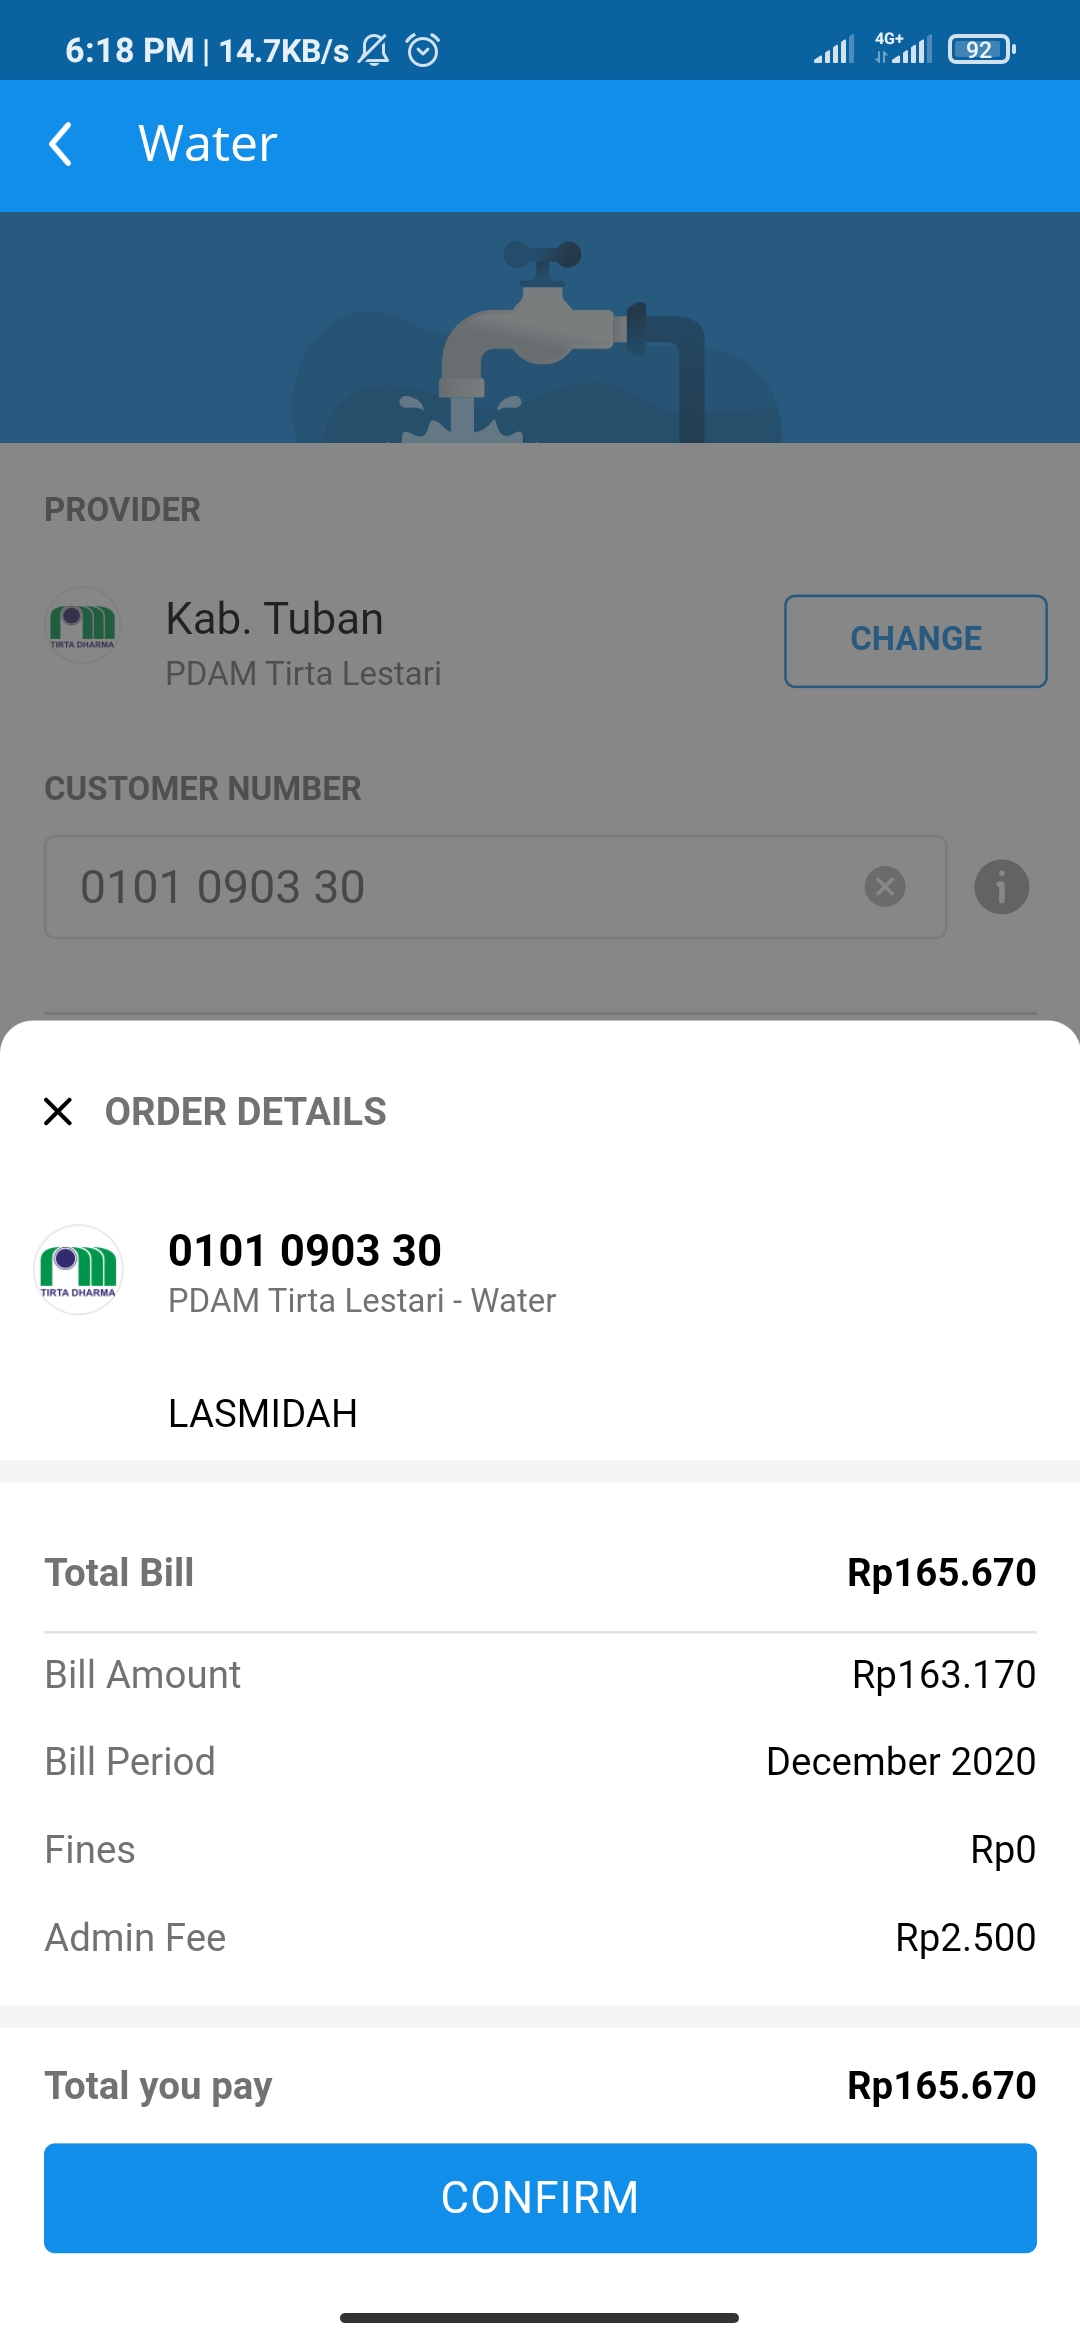 6:18 PM | 14.7KB/s 4G+ 92
Water
PROVIDER
TIRTA DHARMA
Kab. Tuban
PDAM Tirta Lestari
CHANGE
CUSTOMER NUMBER
0101 0903 30
ORDER DETAILS
TIRTA DHARMA
0101 0903 30
PDAM Tirta Lestari - Water
LASMIDAH
Total Bill Rp165.670
Bill Amount Rp163.170
Bill Period December 2020
Fines Rp0
Admin Fee Rp2.500
Total you pay Rp165.670
CONFIRM